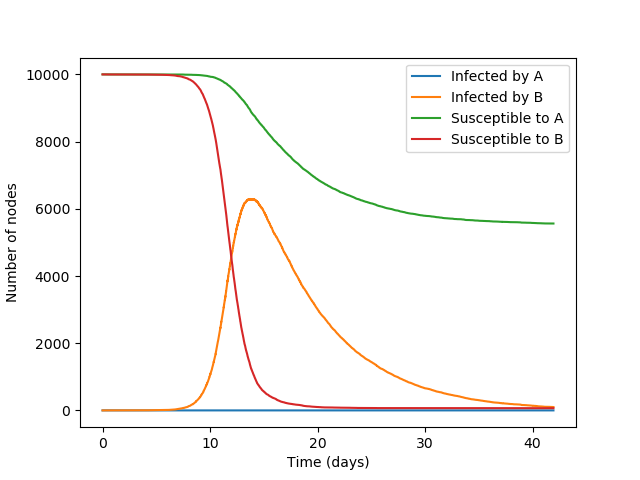 Infected by A
Infected by B
Susceptible to A
Susceptible to B
10000
8000
6000
4000
2000
0
Number of nodes
0 10 20 30 40
Time (days)